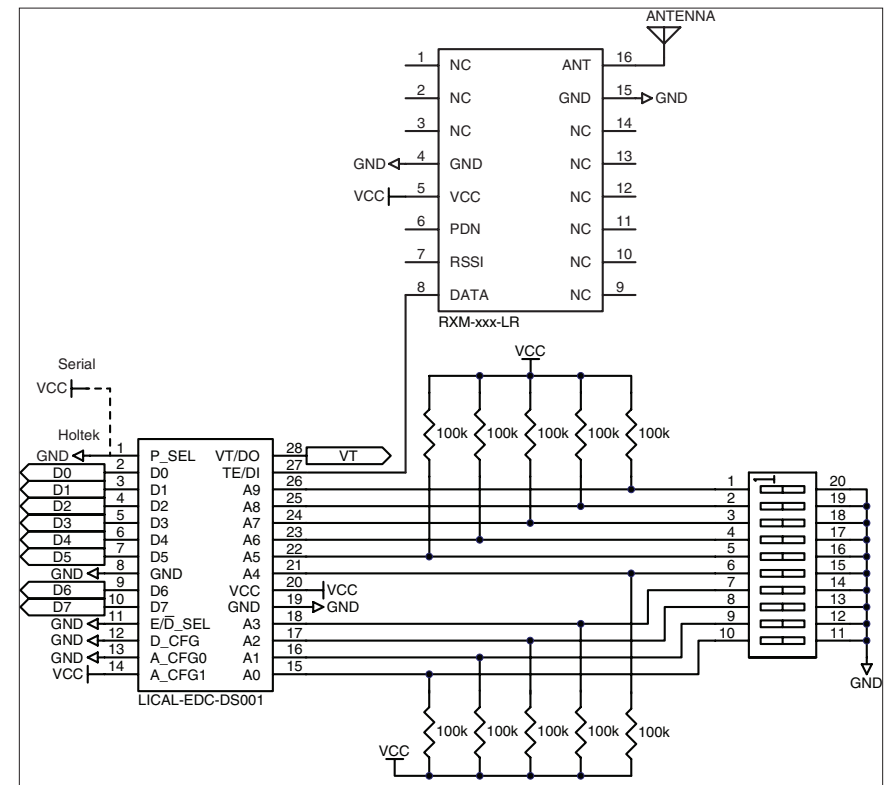 ANTENNA
1 NC ANT 16
2 NC GND 15 GND
3 NC NC 14
GND 4 GND NC 13
VCC 5 VCC NC 12
6 PDN NC 11
7 RSSI NC 10
8 DATA NC 9
RXM-xxx-LR
VCC
Serial
VCC
100k 100k 100k 100k 100k
Holtek
GND 1 P_SEL VT/DO 28 VT
D0 2 D0 TE/DI 27
D1 3 D1 A9 26 1 20
D2 4 D2 A8 25 2 19
D3 5 D3 A7 24 3 18
D4 6 D4 A6 23 4 17
D5 7 D5 A5 22 5 16
GND 8 GND A4 21 6 15
D6 9 D6 VCC 20 VCC 7 14
D7 10 D7 GND 19 GND 8 13
GND 11 E/D_SEL A3 18 9 12
GND 12 D_CFG A2 17 10 11
GND 13 A_CFG0 A1 16
VCC 14 A_CFG1 A0 15
GND
LICAL-EDC-DS001
100k 100k 100k 100k 100k
VCC